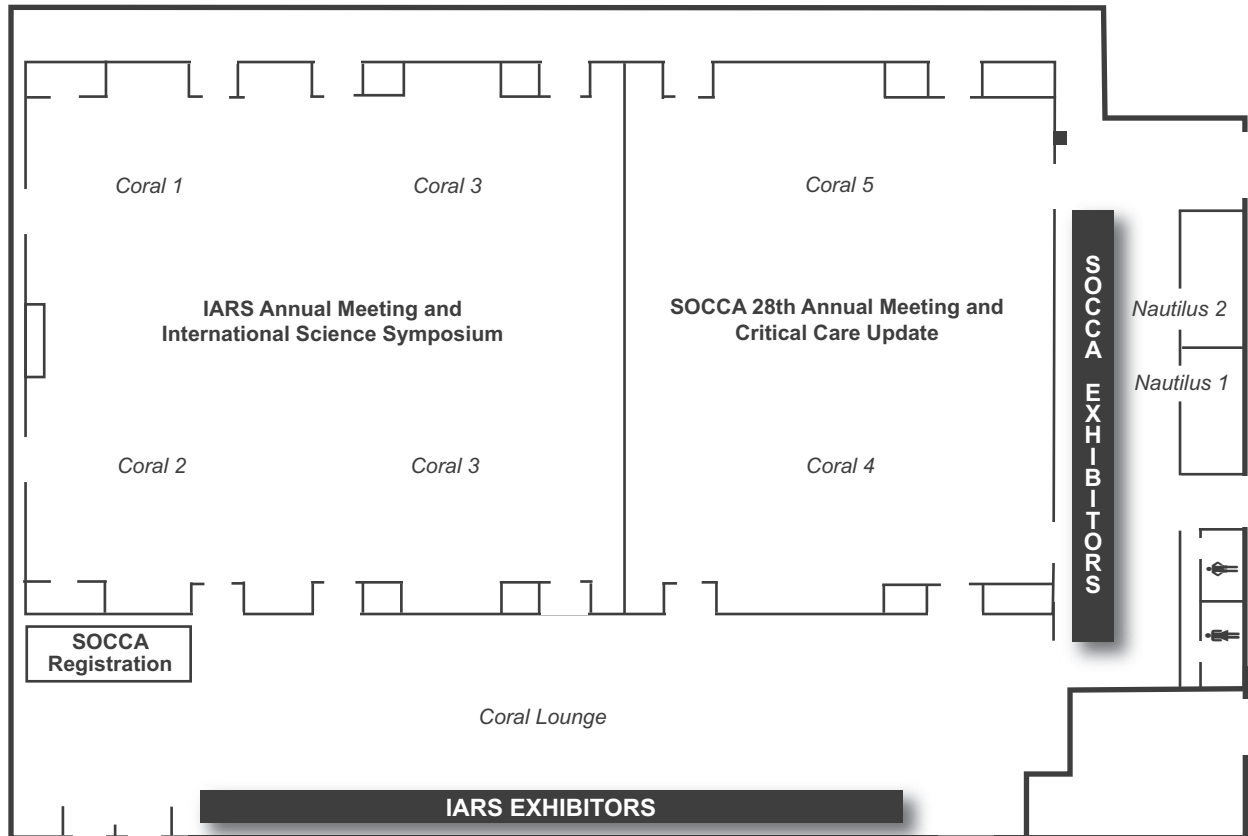 Coral 1
Coral 3
Coral 5
IARS Annual Meeting and
International Science Symposium
SOCCA 28th Annual Meeting and
Critical Care Update
SOCCA EXHIBITORS
Nautilus 2
Nautilus 1
Coral 2
Coral 3
Coral 4
SOCCA
Registration
Coral Lounge
IARS EXHIBITORS